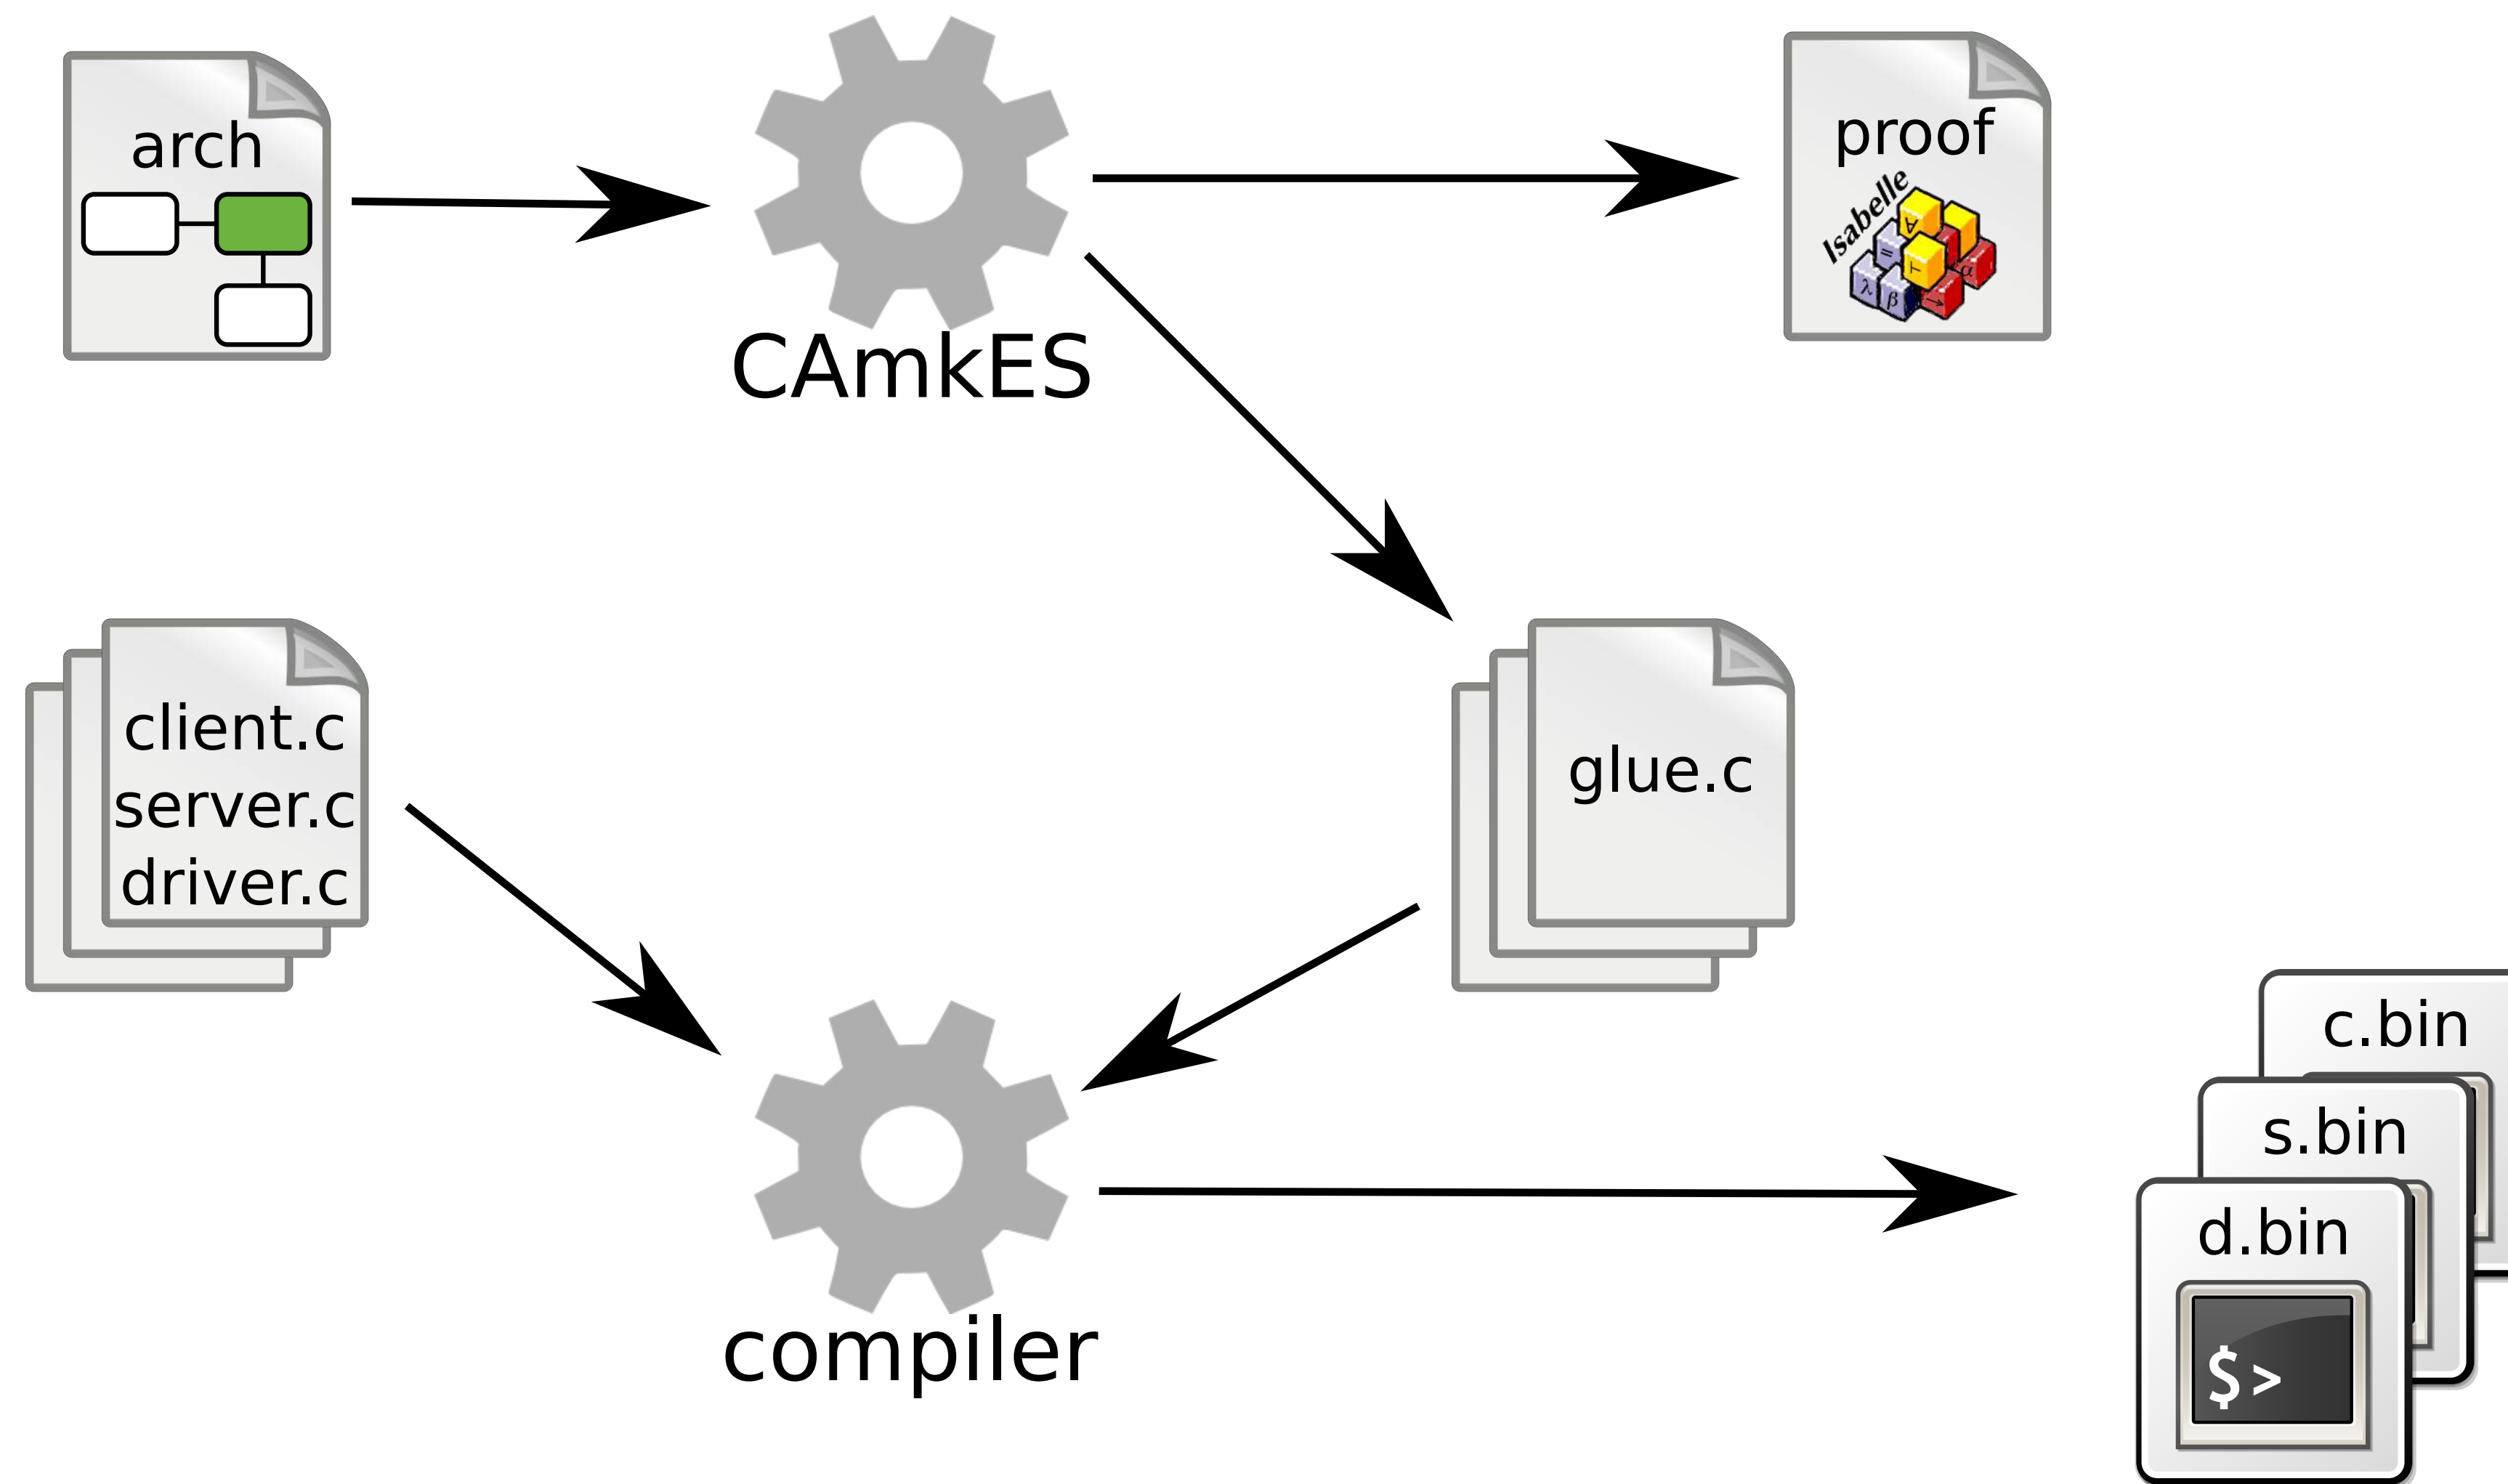 arch
CAmkES
proof
Isabelle
∀
=
⊢
α
λ
β
→
client.c
server.c
driver.c
glue.c
compiler
c.bin
s.bin
d.bin
$>